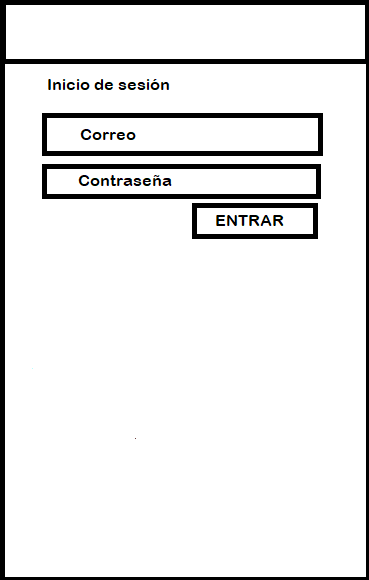 Inicio de sesión
Correo
Contraseña
ENTRAR